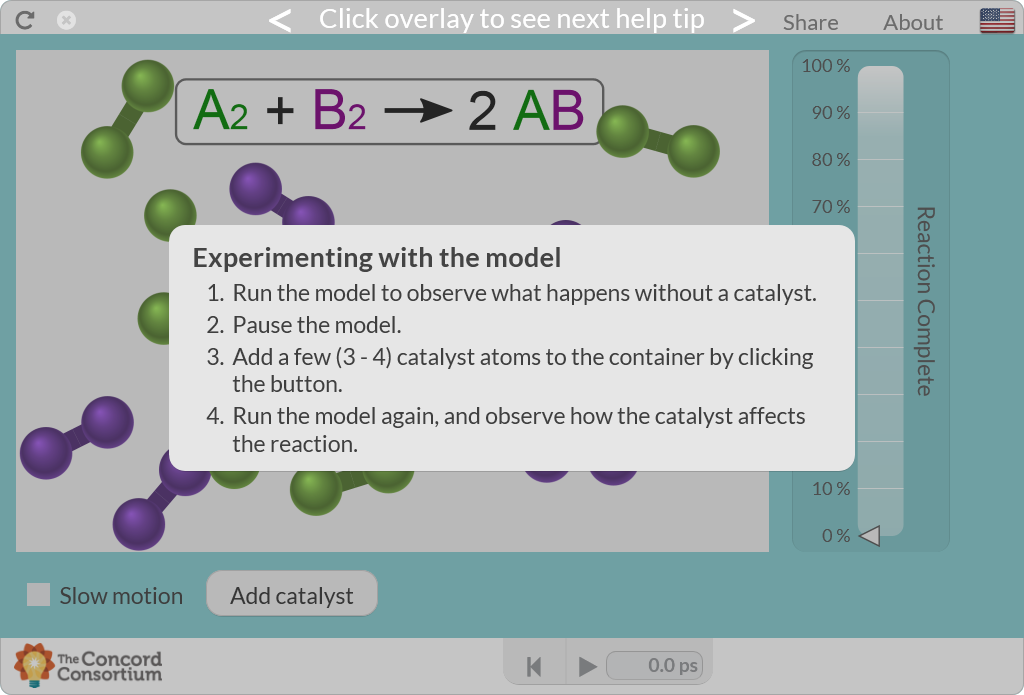 < Click overlay to see next help tip >
Share
About
A2 + B2 → 2 AB
100 %
90 %
80 %
70 %
Reaction Complete
Experimenting with the model
1. Run the model to observe what happens without a catalyst.
2. Pause the model.
3. Add a few (3 - 4) catalyst atoms to the container by clicking
the button.
4. Run the model again, and observe how the catalyst affects
the reaction.
10 %
0 %
Slow motion
Add catalyst
The Concord
Consortium
0.0 ps